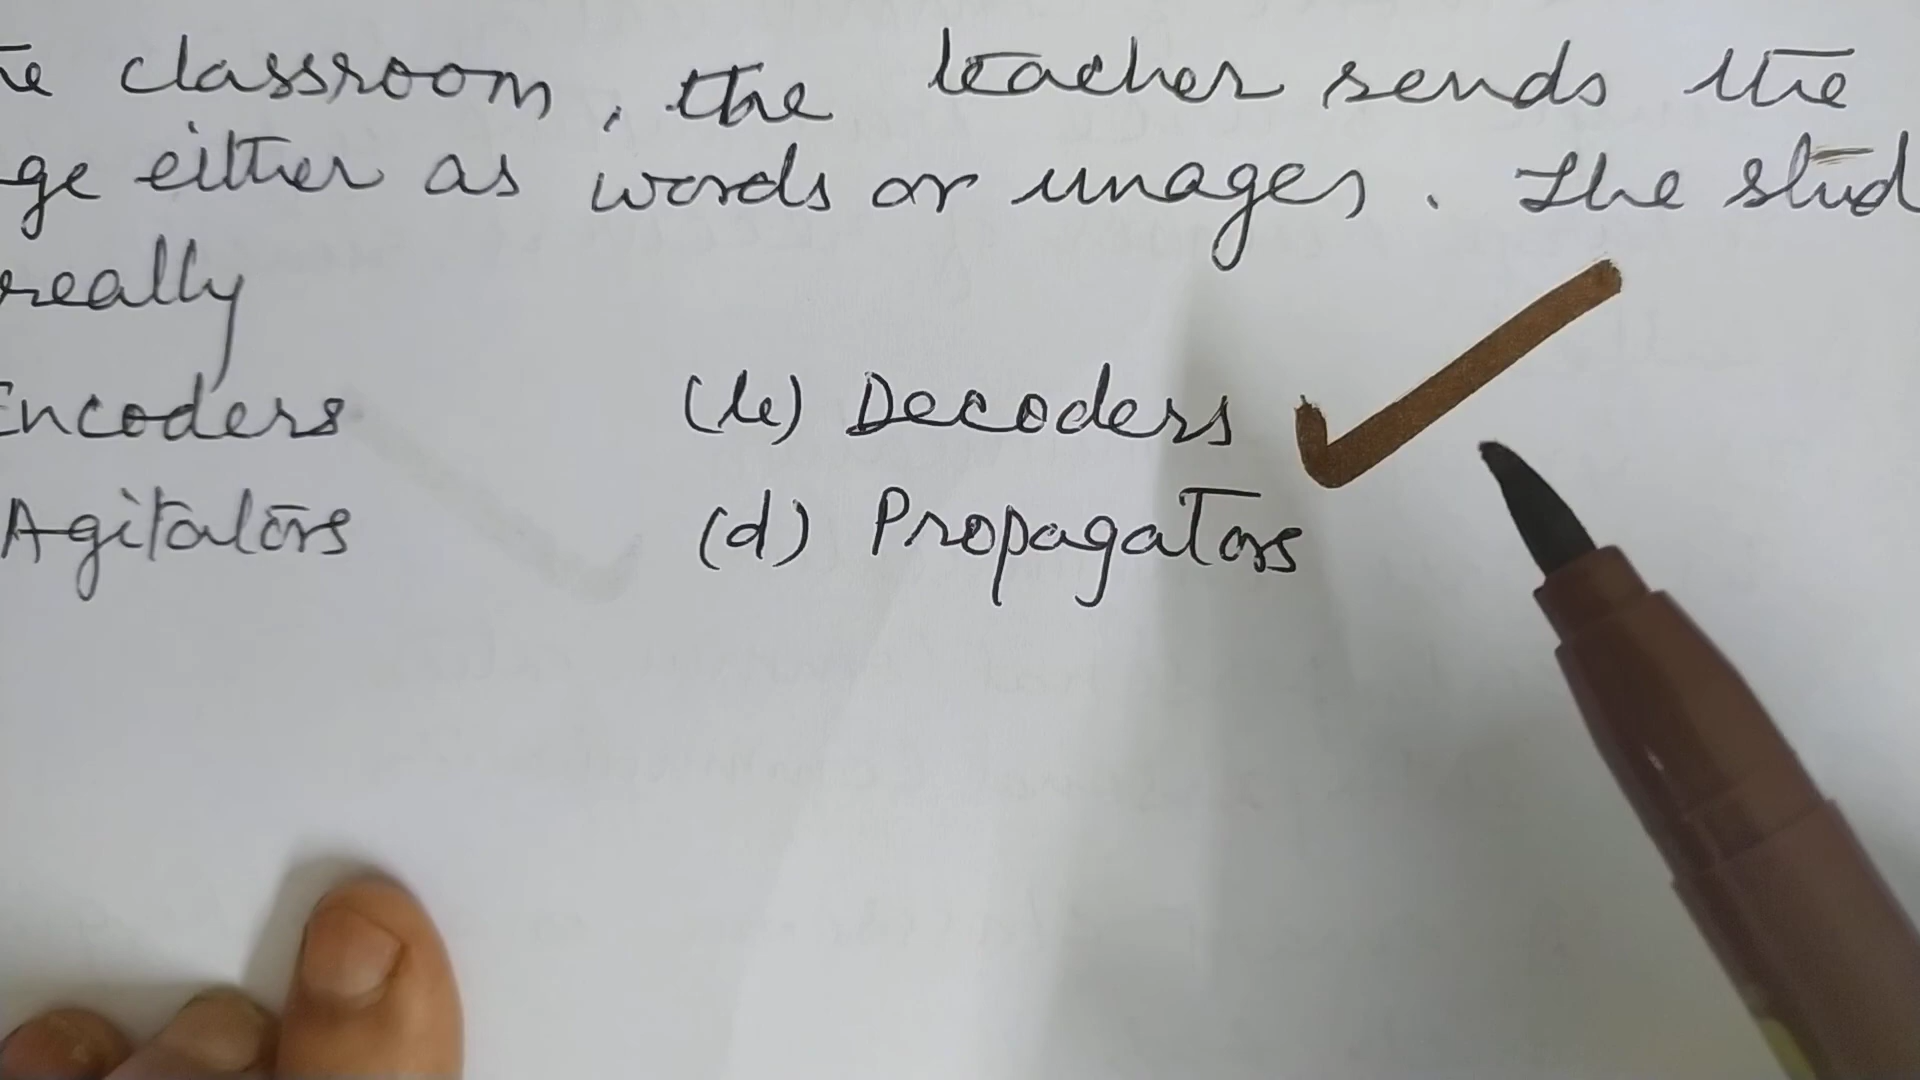 classroom, the teacher sends the
ge either as words or images. The stud
really
Encoders (b) Decoders
Agitators (d) Propagators